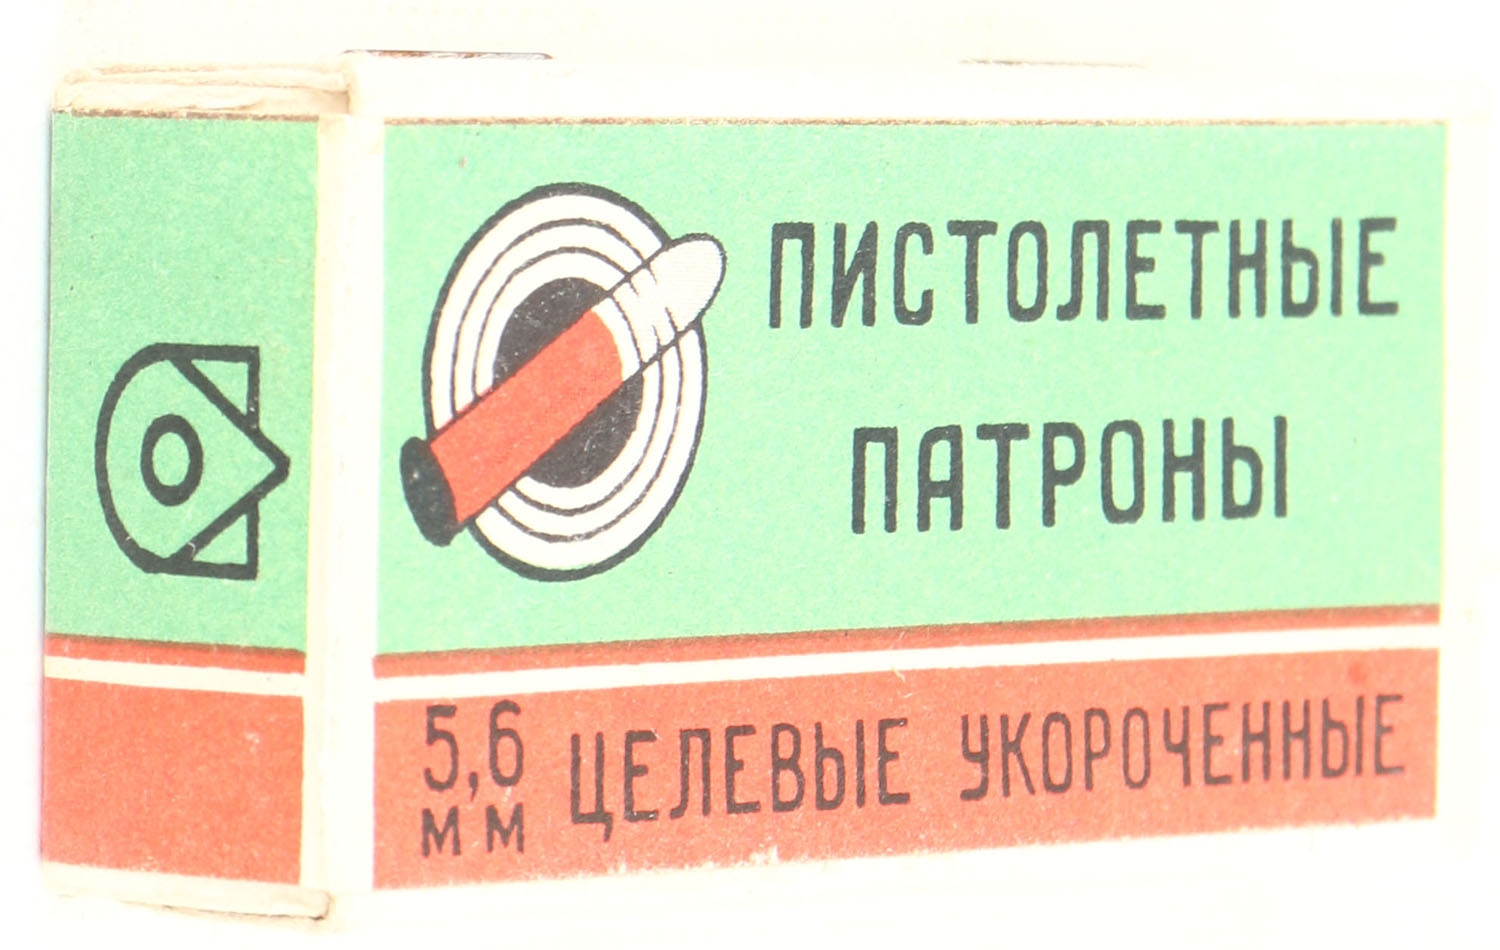 ПИСТОЛЕТНЫЕ
ПАТРОНЫ
5,6 мм ЦЕЛЕВЫЕ УКОРОЧЕННЫЕ